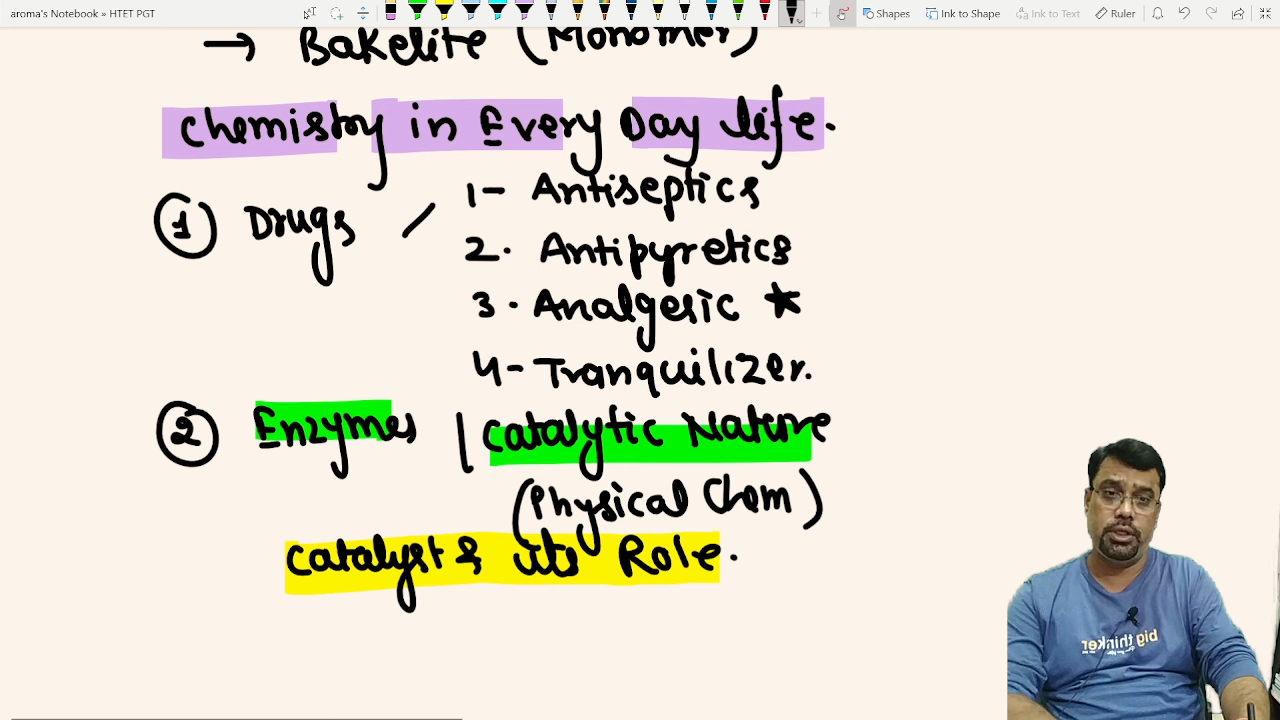 aroma's Notebook » HTET PGT
Shapes Ink to Shape Ink to Text Ruler
→ Bakelite (Monomer)
Chemistry in Every Day life.
1 Drugs
1- Antiseptics
2. Antipyretics
3. Analgesic ★
4- Tranquilizer.
2 Enzymes | Catalytic Nature
(Physical Chem)
Catalyst & its Role.
big thinker